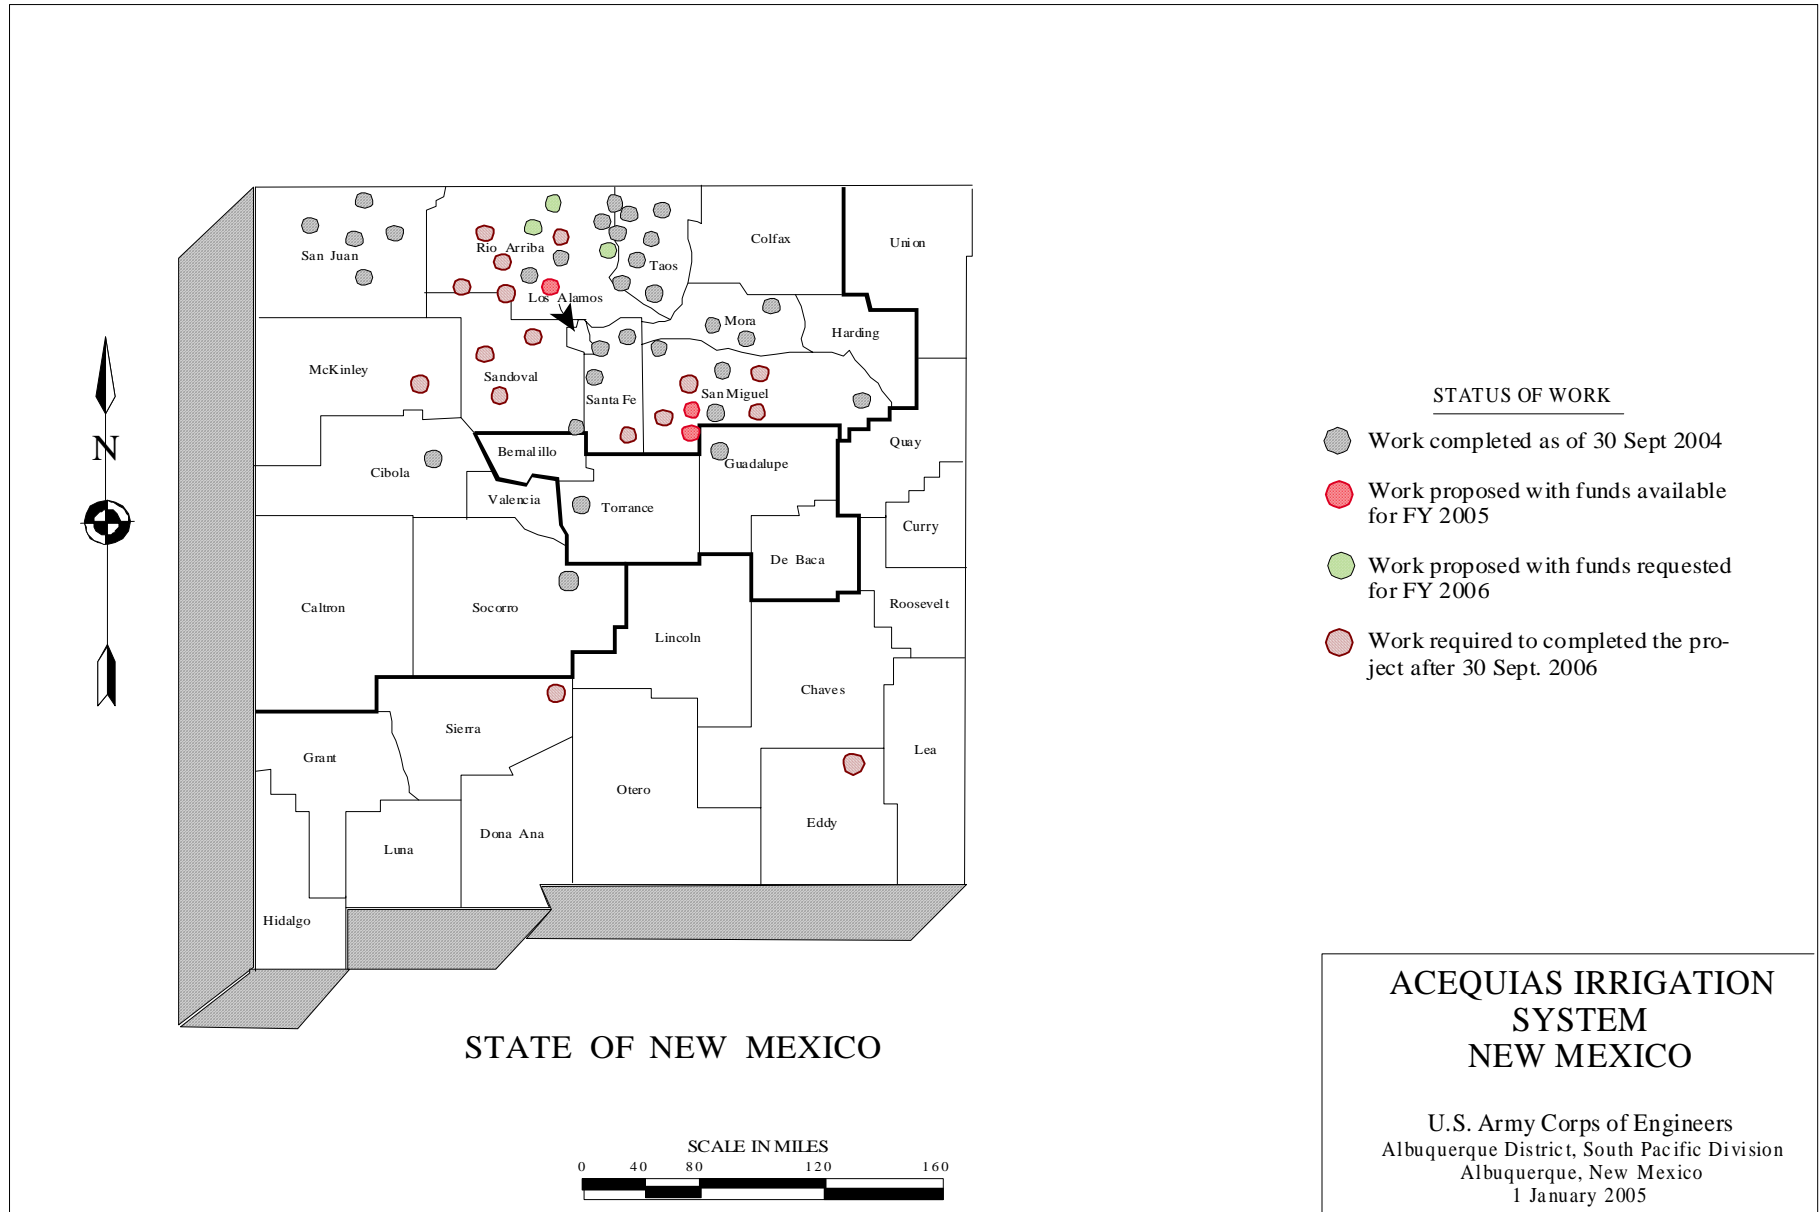 Colfax
Union
San Juan
Rio Arriba
Taos
Los Alamos
Mora
Harding
McKinley
Sandoval
Santa Fe
San Miguel
Quay
Bernalillo
Guadalupe
Cibola
Valencia
Torrance
Curry
De Baca
Caltron
Socorro
Roosevelt
Lincoln
Chaves
Sierra
Grant
Lea
Otero
Eddy
Dona Ana
Luna
Hidalgo
N
STATUS OF WORK
Work completed as of 30 Sept 2004
Work proposed with funds available
for FY 2005
Work proposed with funds requested
for FY 2006
Work required to completed the pro-
ject after 30 Sept. 2006
STATE OF NEW MEXICO
SCALE IN MILES
0 40 80 120 160
ACEQUIAS IRRIGATION
SYSTEM
NEW MEXICO
U.S. Army Corps of Engineers
Albuquerque District, South Pacific Division
Albuquerque, New Mexico
1 January 2005